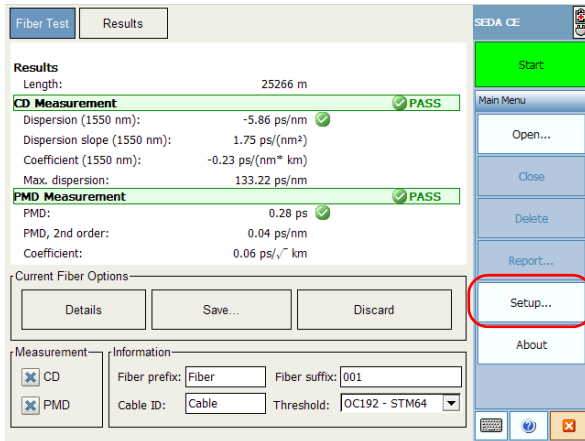 Fiber Test
Results
SEDA CE
Start
Main Menu
Open...
Close
Delete
Report...
Setup...
About
Results
Length: 25266 m
CD Measurement PASS
Dispersion (1550 nm): -5.86 ps/nm
Dispersion slope (1550 nm): 1.75 ps/(nm²)
Coefficient (1550 nm): -0.23 ps/(nm* km)
Max. dispersion: 133.22 ps/nm
PMD Measurement PASS
PMD: 0.28 ps
PMD, 2nd order: 0.04 ps/nm
Coefficient: 0.06 ps/√¯ km
Current Fiber Options
Details
Save...
Discard
Measurement
CD
PMD
Information
Fiber prefix: Fiber Fiber suffix: 001
Cable ID: Cable Threshold: OC192 - STM64